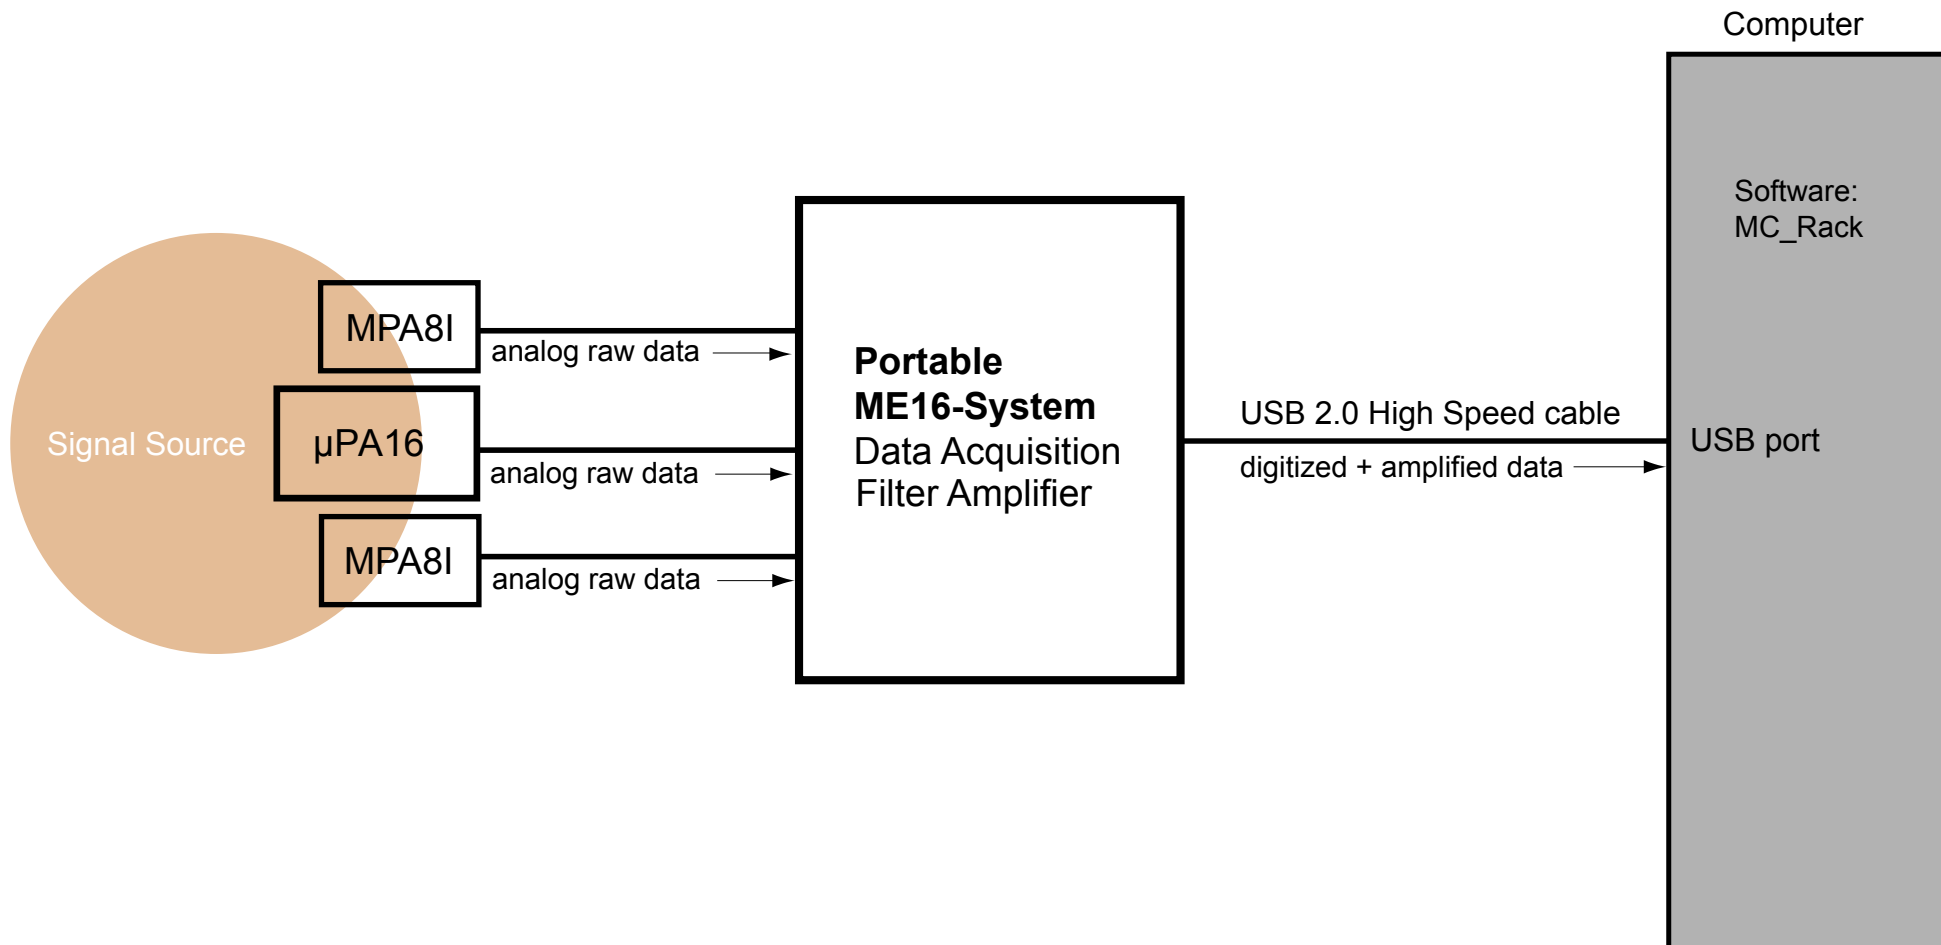 Computer
Software:
MC_Rack
MPA8I
analog raw data
Portable
ME16-System
Data Acquisition
Filter Amplifier
USB 2.0 High Speed cable
digitized + amplified data
USB port
Signal Source
µPA16
analog raw data
MPA8I
analog raw data